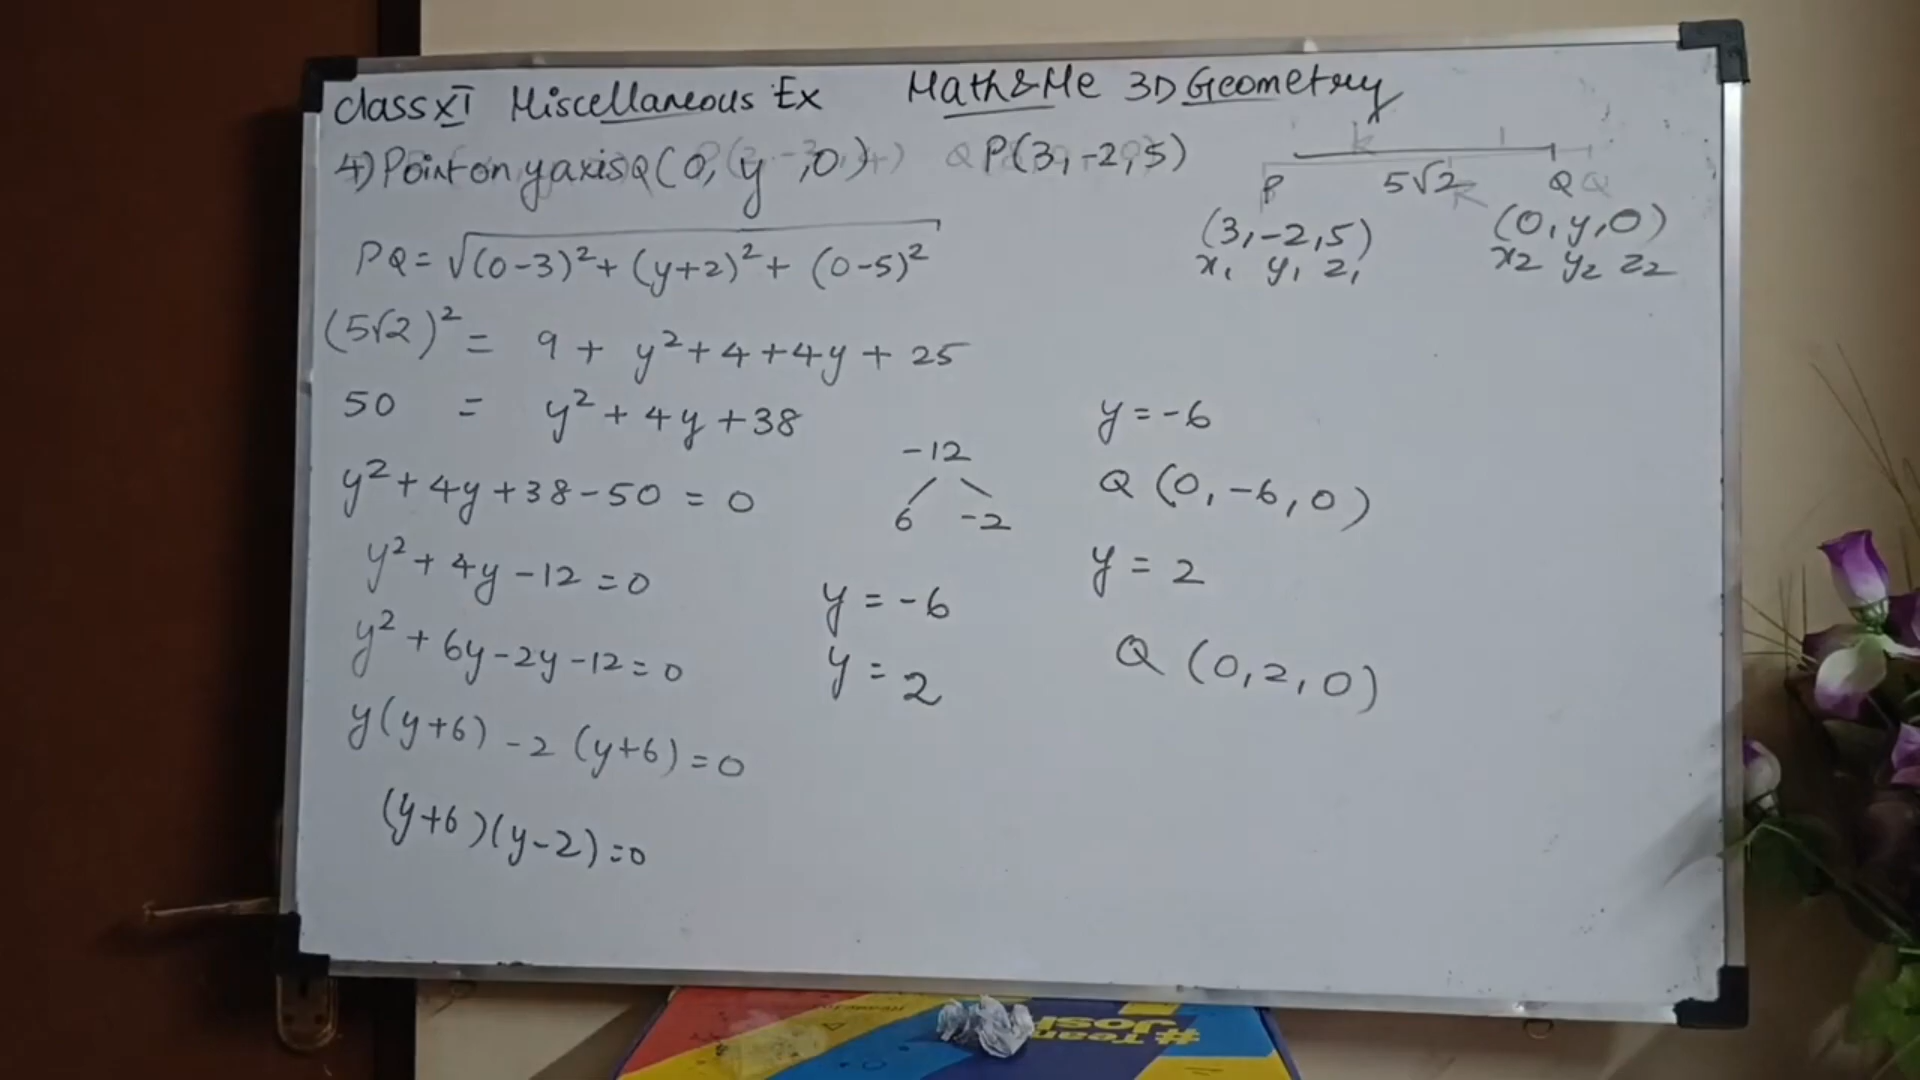 Class XI Miscellaneous Ex Math&Me 3D Geometry
4) Point on y axis Q(0, y ,0) P(3,-2,5)
P 5√2 Q
(3,-2,5) (0,y,0)
x₁ y₁ z₁ x₂ y₂ z₂
PQ = √(0-3)²+(y+2)²+(0-5)²
(5√2)² = 9 + y²+4+4y+25
50 = y²+4y+38
y²+4y+38-50 = 0
y²+4y-12=0
y²+6y-2y-12=0
y(y+6)-2(y+6)=0
(y+6)(y-2)=0
-12
6 -2
y=-6
y=2
y=-6
Q (0,-6,0)
y = 2
Q (0,2,0)